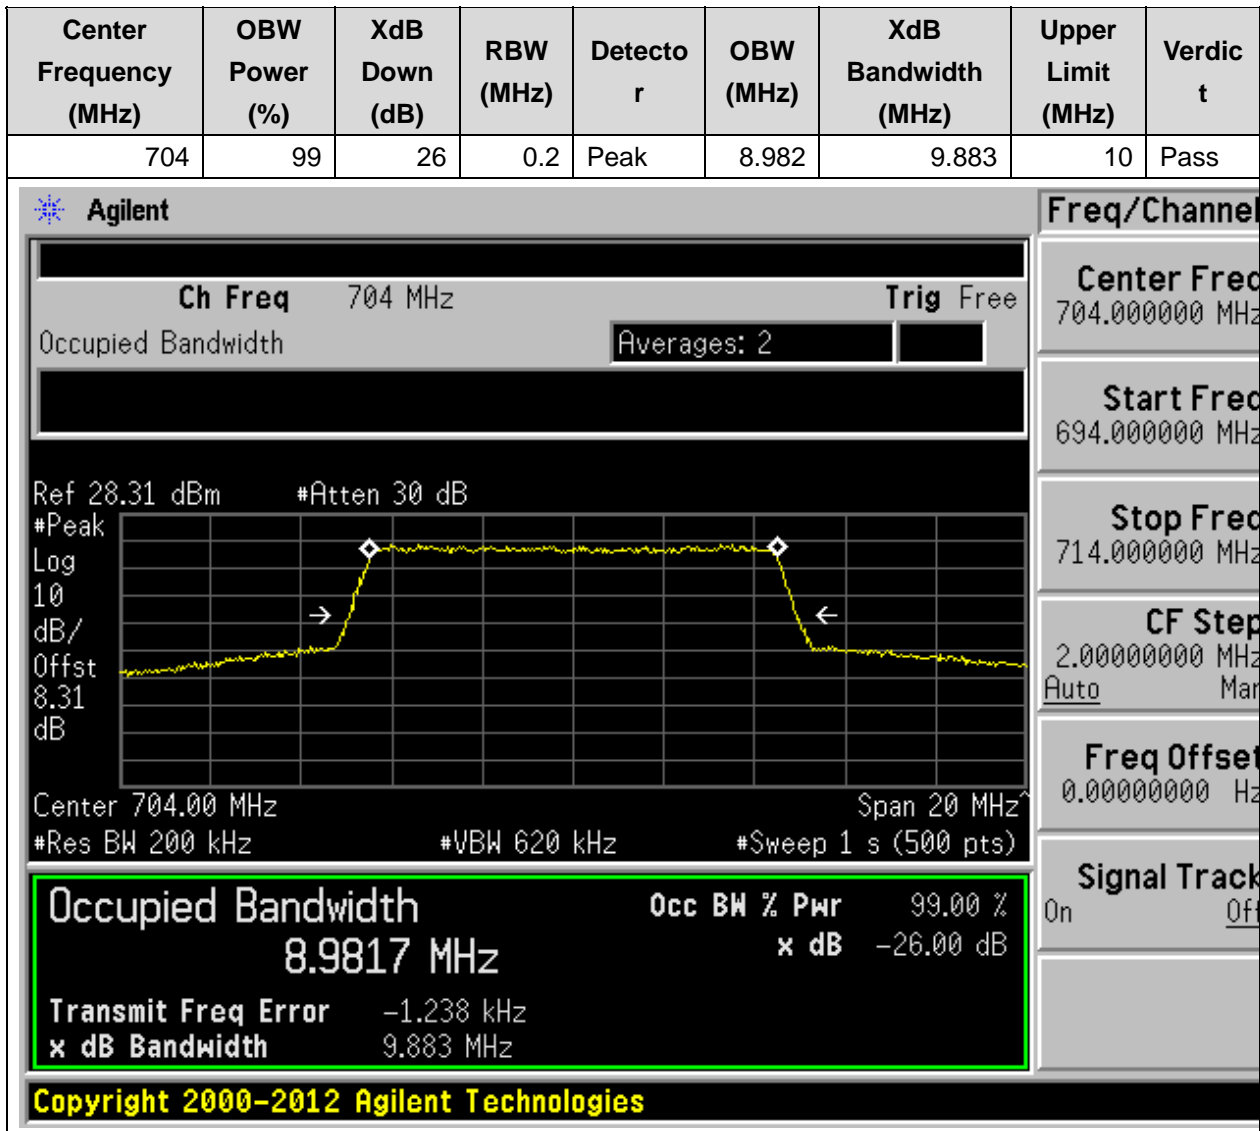 Center Frequency (MHz) OBW Power (%) XdB Down (dB) RBW (MHz) Detecto r OBW (MHz) XdB Bandwidth (MHz) Upper Limit (MHz) Verdic t
704 99 26 0.2 Peak 8.982 9.883 10 Pass
Agilent
Freq/Channel
Ch Freq 704 MHz Trig Free
Occupied Bandwidth Averages: 2
Center Freq
704.000000 MHz
Start Freq
694.000000 MHz
Stop Freq
714.000000 MHz
CF Step
2.00000000 MHz
Auto Man
Freq Offset
0.00000000 Hz
Signal Track
On Off
Ref 28.31 dBm #Atten 30 dB
#Peak
Log
10
dB/
Offst
8.31
dB
Center 704.00 MHz Span 20 MHz^
#Res BW 200 kHz #VBW 620 kHz #Sweep 1 s (500 pts)
Occupied Bandwidth
8.9817 MHz
Occ BW % Pwr 99.00 %
x dB -26.00 dB
Transmit Freq Error -1.238 kHz
x dB Bandwidth 9.883 MHz
Copyright 2000-2012 Agilent Technologies